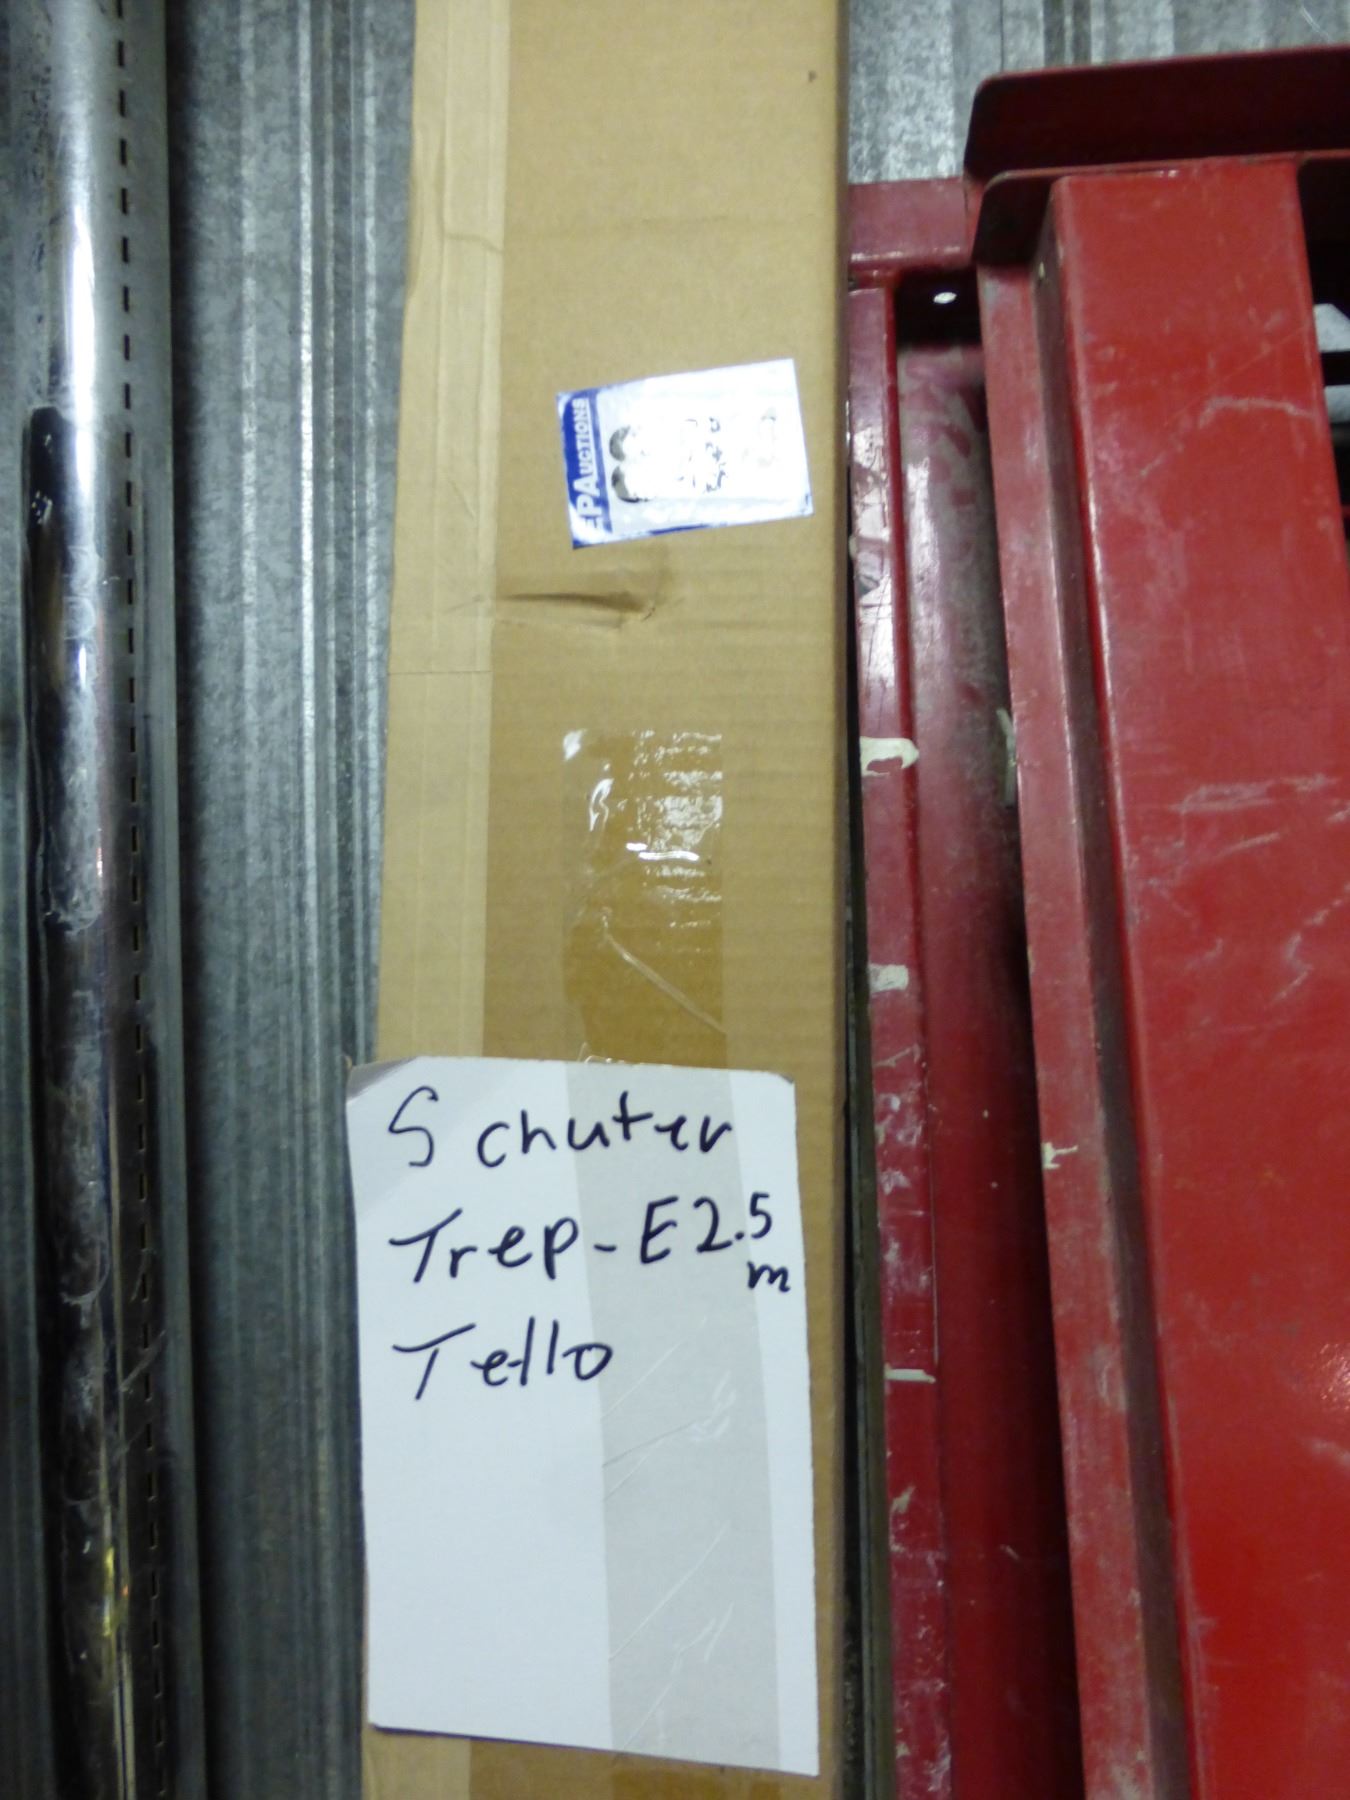 EPAUCTIONS
Schuter
Trep-E2.5
m
Tello